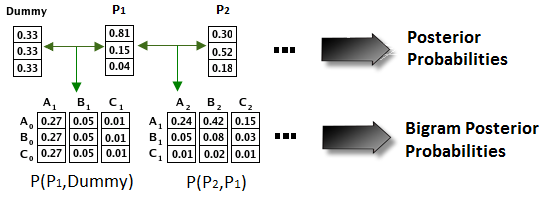 Dummy P₁ P₂
0.33 0.81 0.30
0.33 0.15 0.52
0.33 0.04 0.18
Posterior
Probabilities
A₁ B₁ C₁ A₂ B₂ C₂
A₀ 0.27 0.05 0.01 A₁ 0.24 0.42 0.15
B₀ 0.27 0.05 0.01 B₁ 0.05 0.08 0.03
C₀ 0.27 0.05 0.01 C₁ 0.01 0.02 0.01
Bigram Posterior
Probabilities
P(P₁,Dummy) P(P₂,P₁)